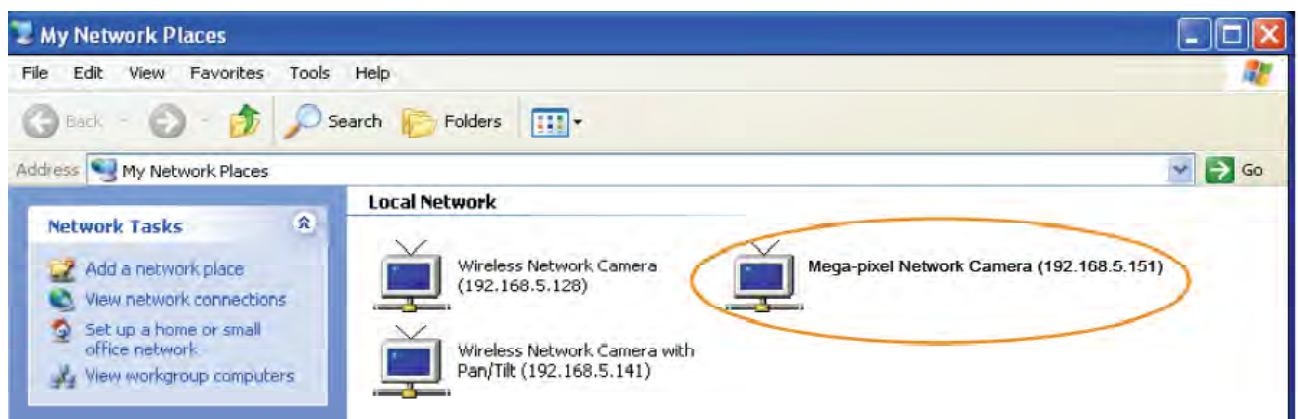 My Network Places
File Edit View Favorites Tools Help
Back Search Folders
Address My Network Places Go
Network Tasks
Add a network place
View network connections
Set up a home or small
office network
View workgroup computers
Local Network
Wireless Network Camera
(192.168.5.128)
Mega-pixel Network Camera (192.168.5.151)
Wireless Network Camera with
Pan/Tilt (192.168.5.141)